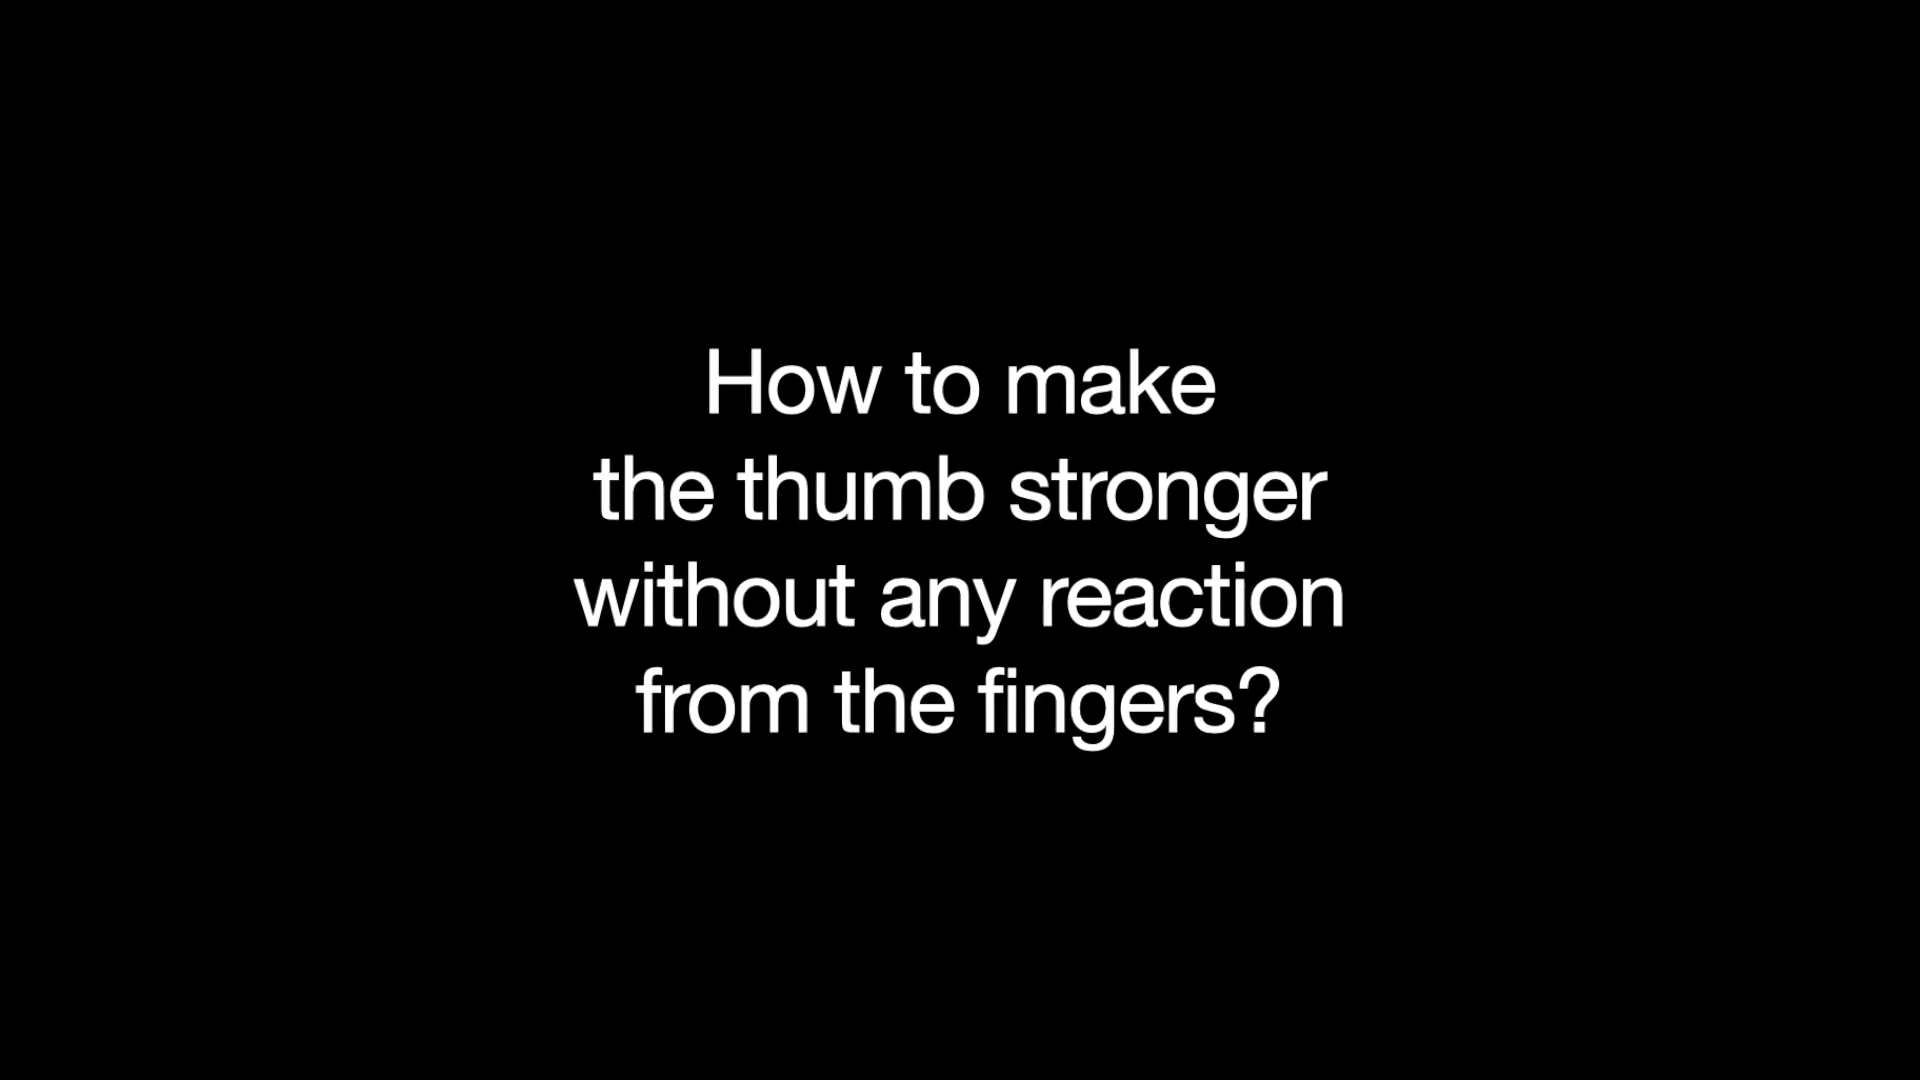 How to make
the thumb stronger
without any reaction
from the fingers?